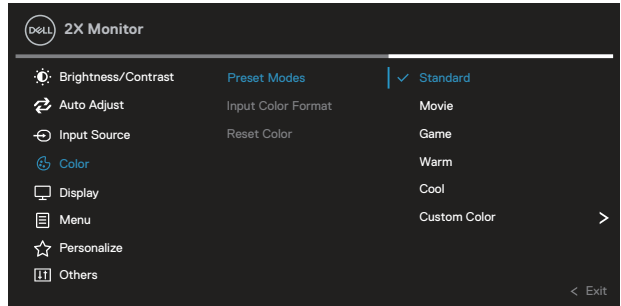 DELL 2X Monitor
Brightness/Contrast Preset Modes Standard
Auto Adjust Input Color Format Movie
Input Source Reset Color Game
Color Warm
Display Cool
Menu Custom Color >
Personalize
Others
< Exit